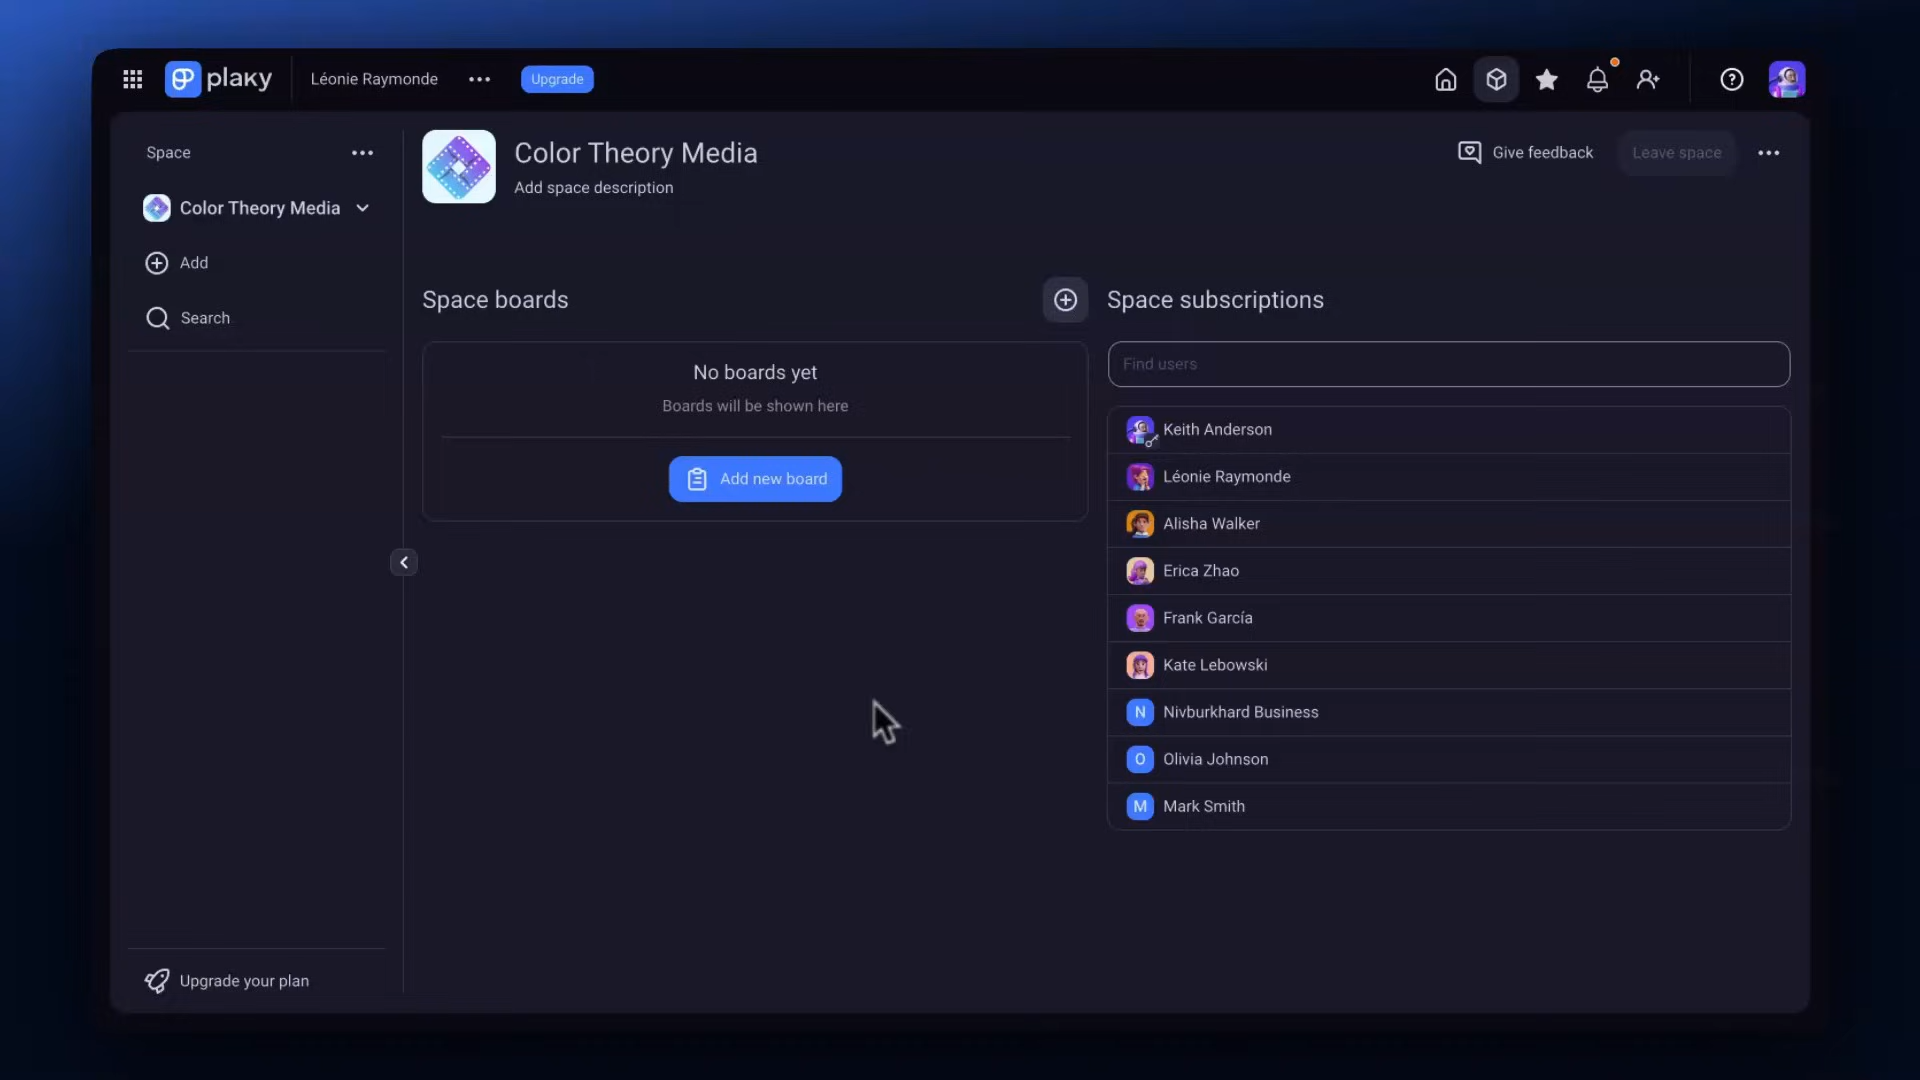 plaky
Léonie Raymonde
Upgrade
Space
Color Theory Media
Add
Search
Upgrade your plan
Color Theory Media
Add space description
Give feedback
Leave space
Space boards
No boards yet
Boards will be shown here
Add new board
Space subscriptions
Find users
Keith Anderson
Léonie Raymonde
Alisha Walker
Erica Zhao
Frank García
Kate Lebowski
N Nivburkhard Business
O Olivia Johnson
M Mark Smith